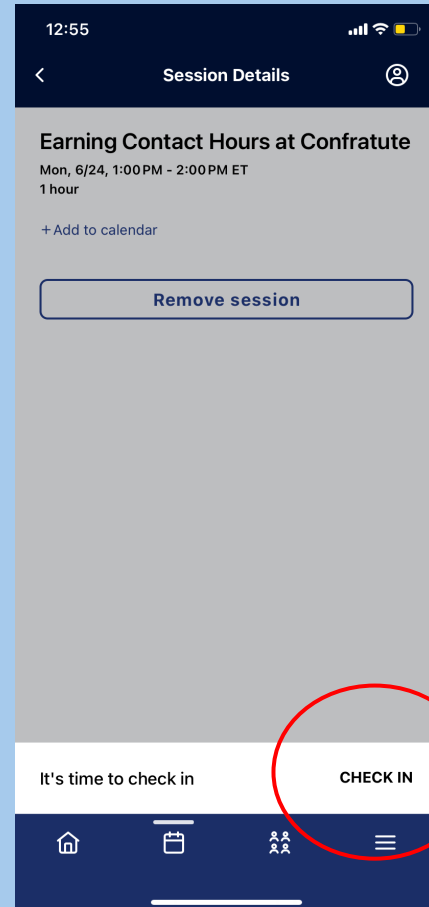 12:55
Session Details
Earning Contact Hours at Confratute
Mon, 6/24, 1:00 PM - 2:00 PM ET
1 hour
+ Add to calendar
Remove session
It's time to check in
CHECK IN